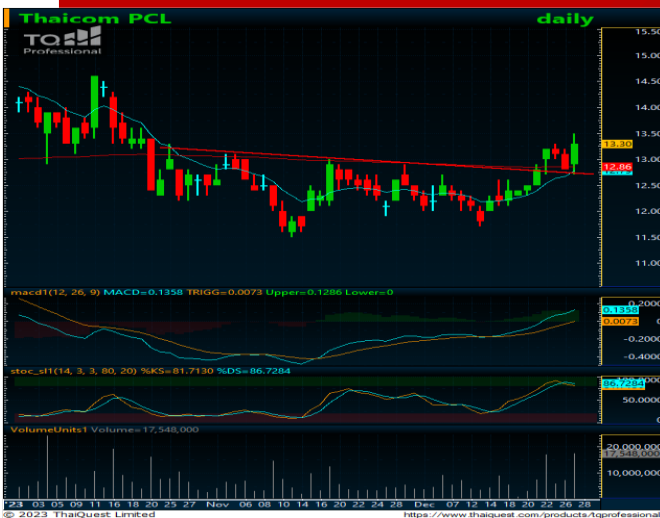 Thaicom PCL daily
TQ
Professional
15.50
15.00
14.50
14.00
13.50
13.30
13.00
12.86
12.50
12.00
11.50
11.00
macd1(12, 26, 9) MACD=0.1358 TRIGG=0.0073 Upper=0.1286 Lower=0
0.2000
0.1358
0.0073
-0.2000
-0.4000
stoc_sl1(14, 3, 3, 80, 20) %KS=81.7130 %DS=86.7284
86.7284
50.0000
VolumeUnits1 Volume=17,548,000
20,000,000
17,548,000
10,000,000
'23 03 05 09 11 13 16 18 20 24 26 30 Nov 06 08 10 14 16 20 22 24 28 Dec 07 12 14 18 20 22 26 28
© 2023 ThaiQuest Limited https://www.thaiquest.com/products/tqprofessional